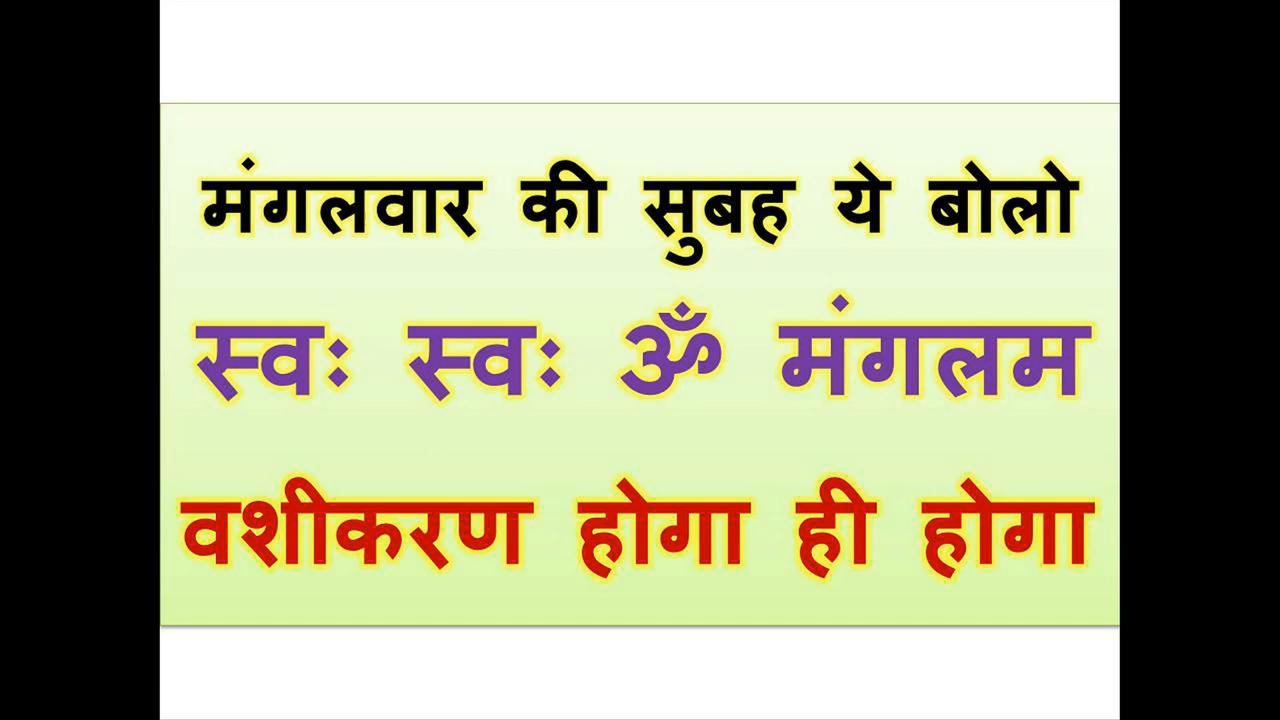 मंगलवार की सुबह ये बोलो
स्वः स्वः ॐ मंगलम
वशीकरण होगा ही होगा